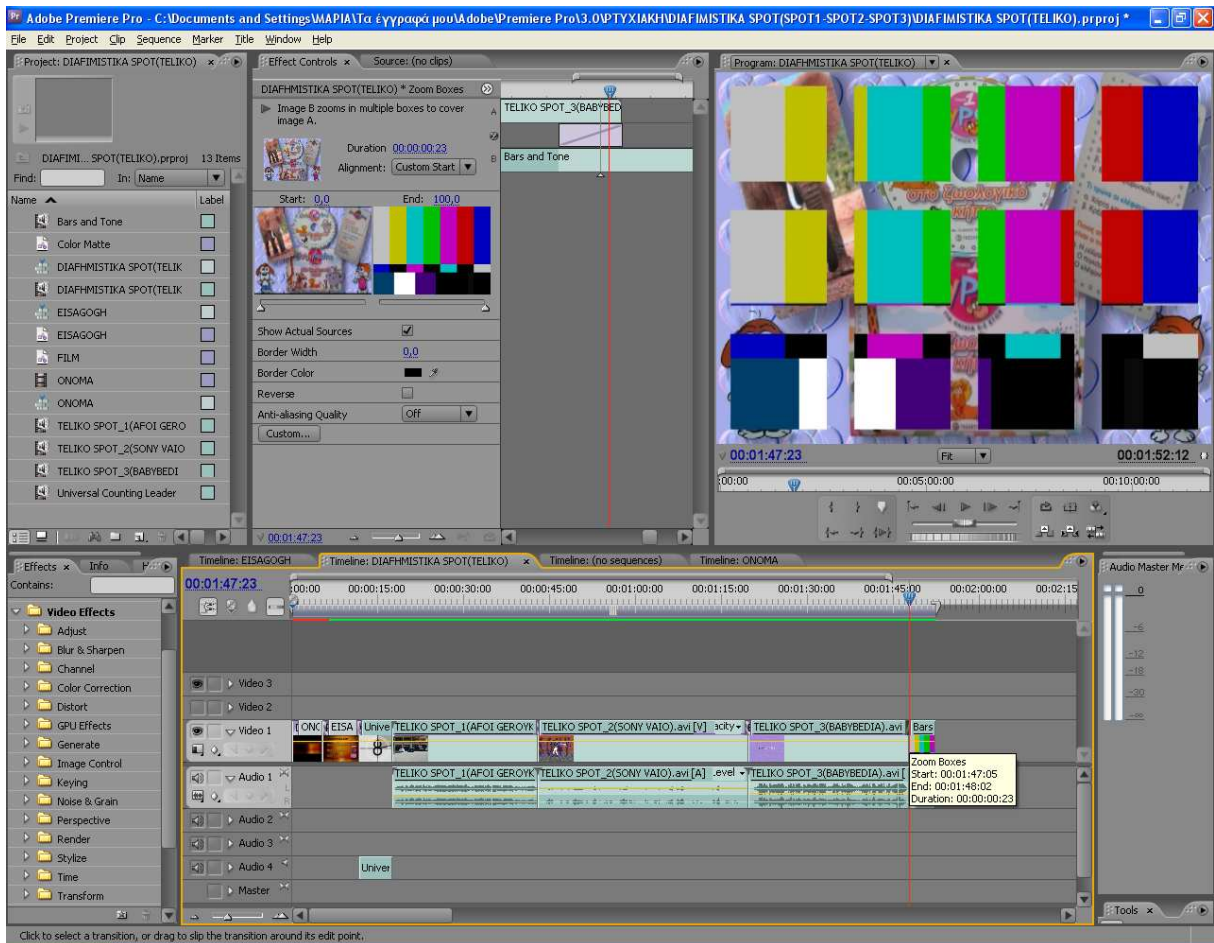 Adobe Premiere Pro - C:\Documents and Settings\ΜΑΡΙΑ\Τα έγγραφά μου\Adobe\Premiere Pro\3.0\PTYXIAKH\DIAFIMISTIKA SPOT(SPOT1-SPOT2-SPOT3)\DIAFIMISTIKA SPOT(TELIKO).prproj *
File Edit Project Clip Sequence Marker Title Window Help
Project: DIAFIMISTIKA SPOT(TELIKO)
DIAFIMI... SPOT(TELIKO).prproj 13 Items
Find: In: Name
Name Label
Bars and Tone
Color Matte
DIAFHMISTIKA SPOT(TELIK
DIAFHMISTIKA SPOT(TELIK
EISAGOGH
EISAGOGH
FILM
ONOMA
ONOMA
TELIKO SPOT_1(AFOI GERO
TELIKO SPOT_2(SONY VAIO
TELIKO SPOT_3(BABYBEDI
Universal Counting Leader
Effect Controls Source: (no clips)
DIAFHMISTIKA SPOT(TELIKO) * Zoom Boxes
Image B zooms in multiple boxes to cover
image A.
Duration 00:00:00:23
Alignment: Custom Start
Start: 0,0 End: 100,0
Show Actual Sources
Border Width 0,0
Border Color
Reverse
Anti-aliasing Quality Off
Custom...
A TELIKO SPOT_3(BABYBED
B Bars and Tone
00:01:47:23
Program: DIAFHMISTIKA SPOT(TELIKO)
στο ζωολογικό
00:01:47:23 Fit 00:01:52:12
:00:00 00:05:00:00 00:10:00:00
Effects Info
Contains:
Video Effects
Adjust
Blur & Sharpen
Channel
Color Correction
Distort
GPU Effects
Generate
Image Control
Keying
Noise & Grain
Perspective
Render
Stylize
Time
Transform
Timeline: EISAGOGH Timeline: DIAFHMISTIKA SPOT(TELIKO) Timeline: (no sequences) Timeline: ONOMA
00:01:47:23
:00:00 00:00:15:00 00:00:30:00 00:00:45:00 00:01:00:00 00:01:15:00 00:01:30:00 00:01:45:00 00:02:00:00 00:02:15
Video 3
Video 2
Video 1 ONO EISA Unive TELIKO SPOT_1(AFOI GEROYK TELIKO SPOT_2(SONY VAIO).avi [V] acity TELIKO SPOT_3(BABYBEDIA).avi Bars
Audio 1 TELIKO SPOT_1(AFOI GEROYK TELIKO SPOT_2(SONY VAIO).avi [A] .evel TELIKO SPOT_3(BABYBEDIA).avi [
L
R
Zoom Boxes
Start: 00:01:47:05
End: 00:01:48:02
Duration: 00:00:00:23
Audio 2
Audio 3
Audio 4 Univer
Master
Audio Master Me
0
-6
-12
-18
-30
-∞
Tools
Click to select a transition, or drag to slip the transition around its edit point.